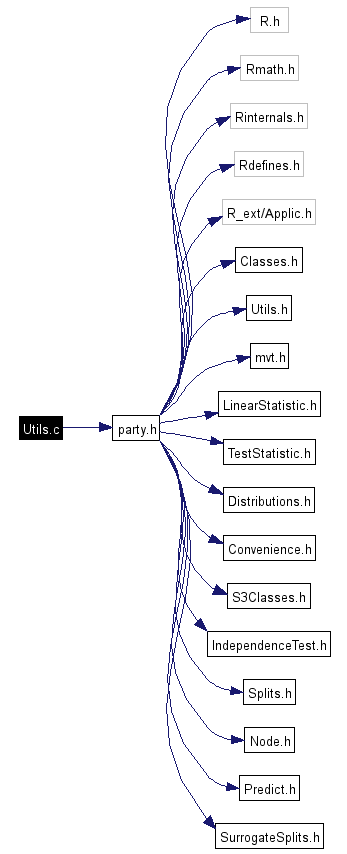 R.h
Rmath.h
Rinternals.h
Rdefines.h
R_ext/Applic.h
Classes.h
Utils.h
mvt.h
LinearStatistic.h
Utils.c
party.h
TestStatistic.h
Distributions.h
Convenience.h
S3Classes.h
IndependenceTest.h
Splits.h
Node.h
Predict.h
SurrogateSplits.h